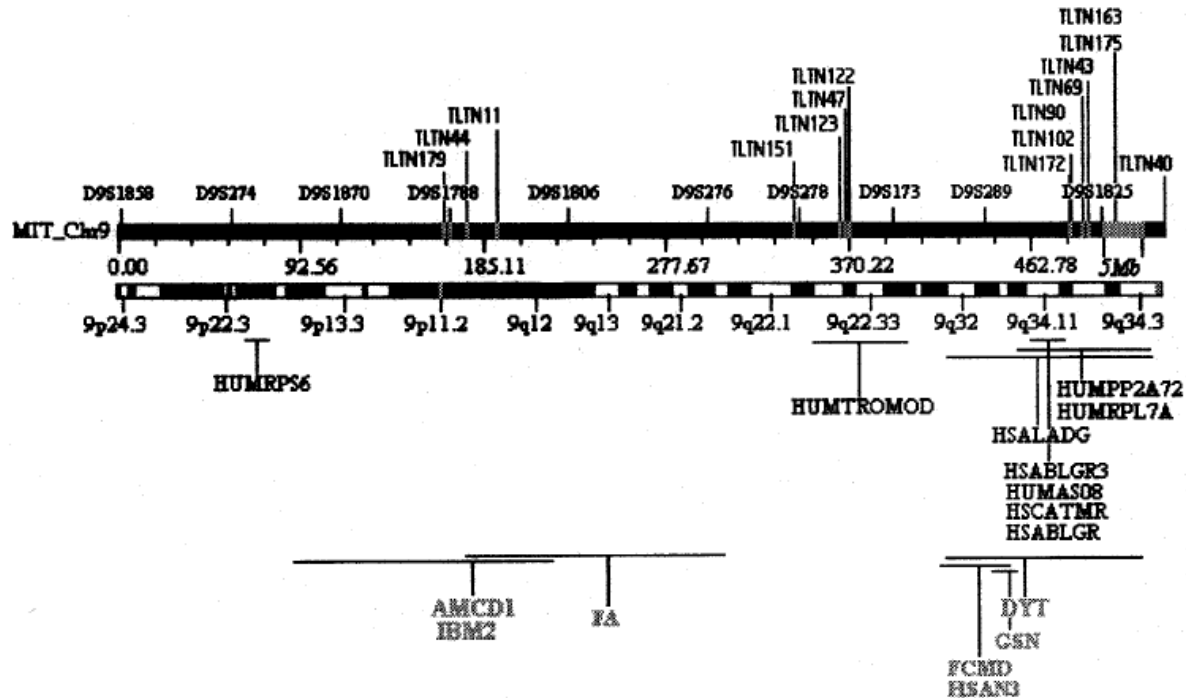 TLTN163
TLTN175
TLTN43
TLTN122
TLTN69
TLTN47
TLTN90
TLTN11
TLTN123
TLTN44
TLTN102
TLTN151
TLTN179
TLTN172
TLTN40
D9S1858 D9S274 D9S1870 D9S1788 D9S1806 D9S276 D9S278 D9S173 D9S289 D9S1825
MIT_Chr9
0.00 92.56 185.11 277.67 370.22 462.78 5Mb
9p24.3 9p22.3 9p13.3 9p11.2 9q12 9q13 9q21.2 9q22.1 9q22.33 9q32 9q34.11 9q34.3
HUMRPS6
HUMPP2A72
HUMTROMOD
HUMRPL7A
HSALADG
HSABLGR3
HUMAS08
HSCATMR
HSABLGR
AMCD1 FA DYT
IBM2
GSN
FCMD
HSAN3